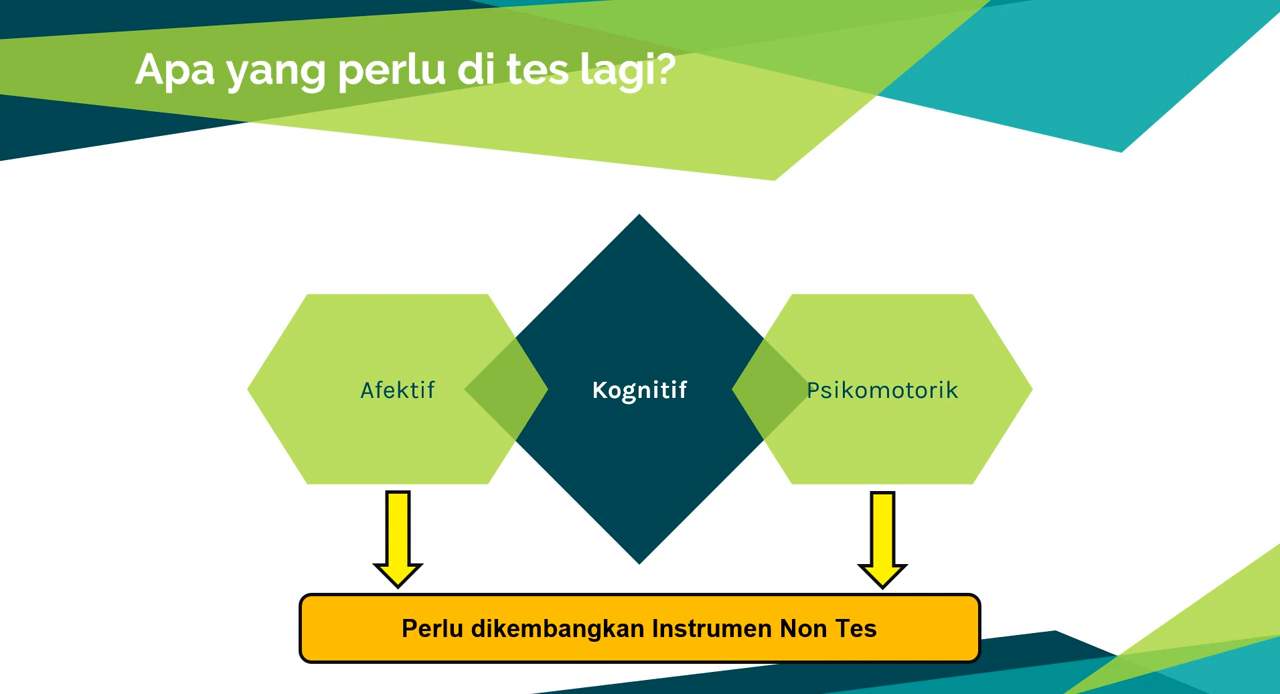 Apa yang perlu di tes lagi?
Afektif
Kognitif
Psikomotorik
Perlu dikembangkan Instrumen Non Tes